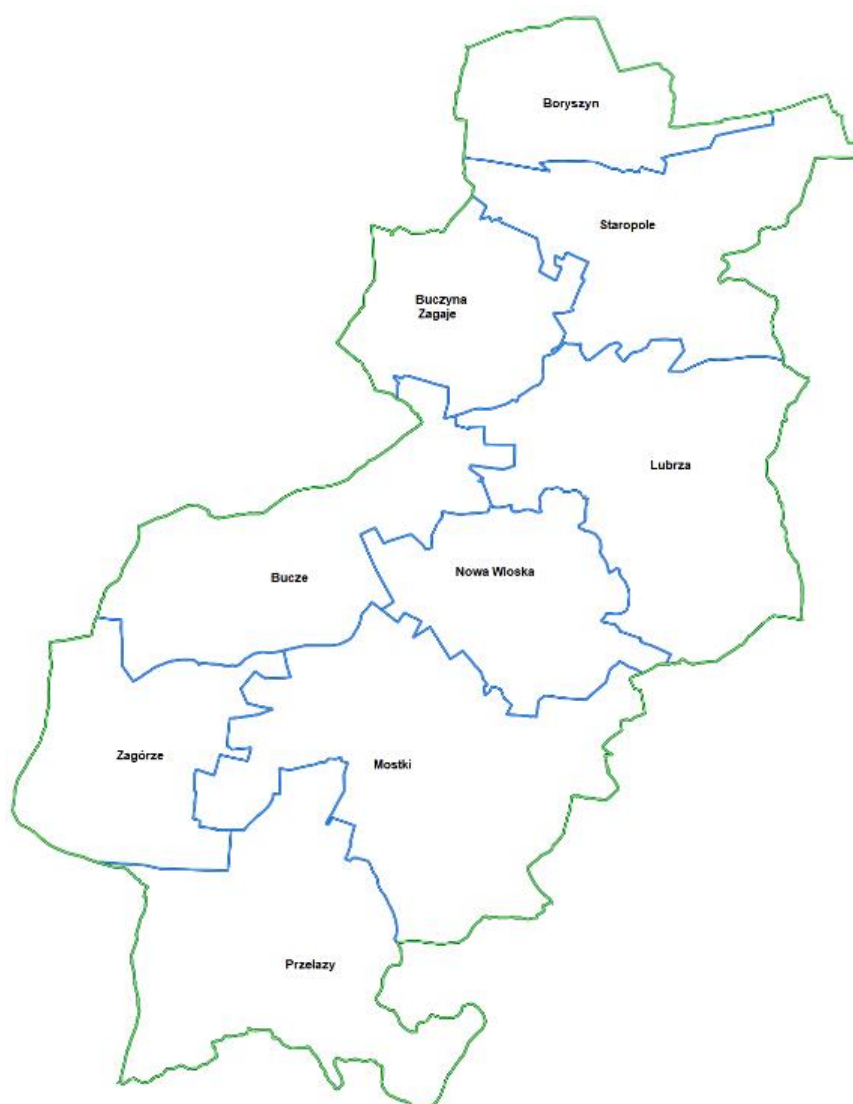 Boryszyn
Staropole
Buczyna
Zagaje
Lubrza
Nowa Wioska
Bucze
Zagórze
Mostki
Przelazy